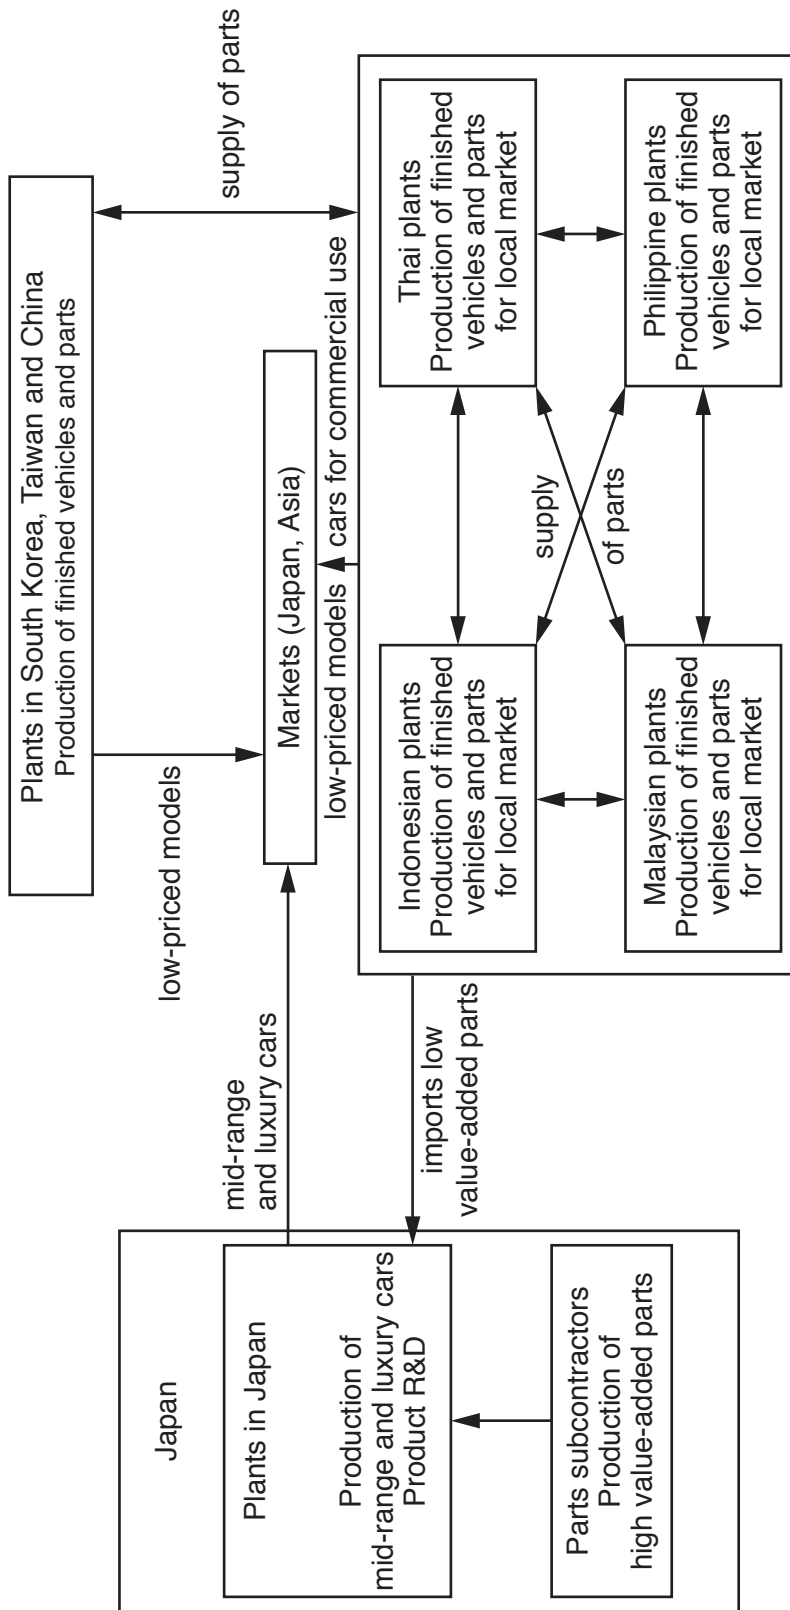 Japan
Plants in Japan
Production of
mid-range and luxury cars
Product R&D
Parts subcontractors
Production of
high value-added parts
mid-range
and luxury cars
imports low
value-added parts
Plants in South Korea, Taiwan and China
Production of finished vehicles and parts
low-priced models
supply of parts
Markets (Japan, Asia)
low-priced models
cars for commercial use
Indonesian plants
Production of finished
vehicles and parts
for local market
Thai plants
Production of finished
vehicles and parts
for local market
supply
of parts
Malaysian plants
Production of finished
vehicles and parts
for local market
Philippine plants
Production of finished
vehicles and parts
for local market